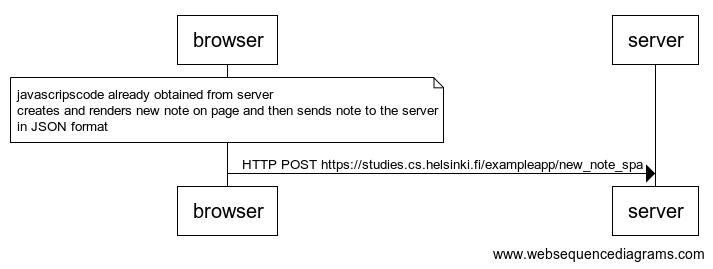 browser
server
javascripscode already obtained from server
creates and renders new note on page and then sends note to the server
in JSON format
HTTP POST https://studies.cs.helsinki.fi/exampleapp/new_note_spa
browser
server
www.websequencediagrams.com